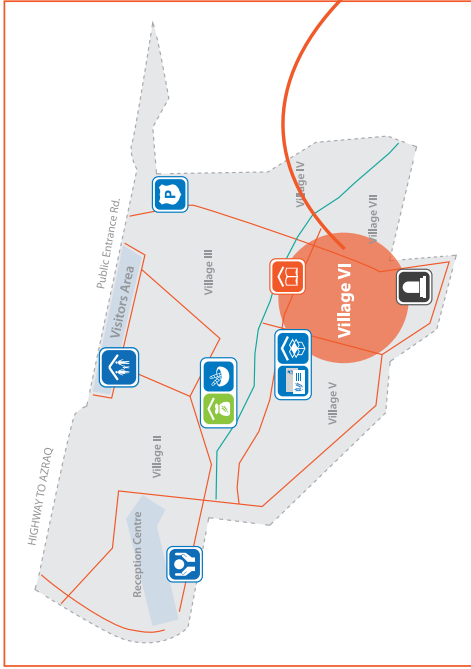 HIGHWAY TO AZRAQ
Public Entrance Rd.
Visitors Area
P
Reception Centre
Village II
Village III
Village IV
Village V
Village VI
Village VII